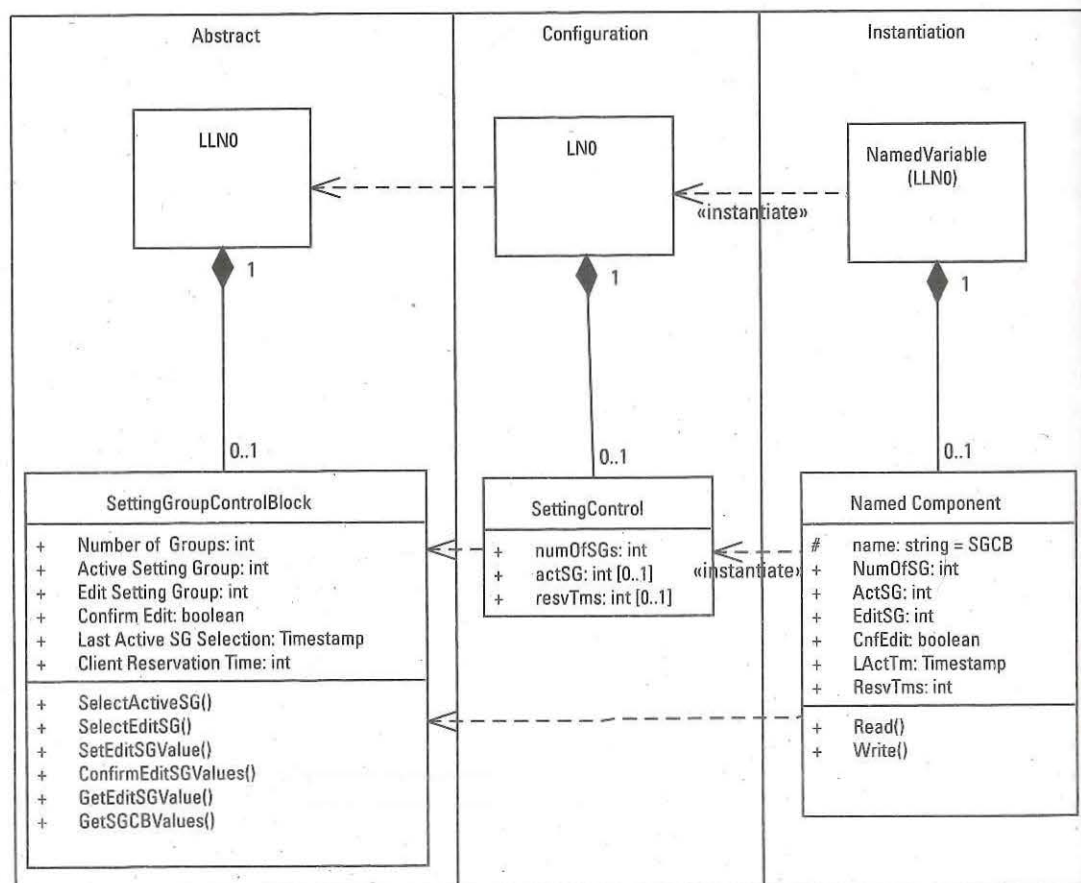 Abstract
Configuration
Instantiation
LLN0
LN0
NamedVariable
(LLN0)
«instantiate»
1
1
1
0..1
0..1
0..1
SettingGroupControlBlock
+ Number of Groups: int
+ Active Setting Group: int
+ Edit Setting Group: int
+ Confirm Edit: boolean
+ Last Active SG Selection: Timestamp
+ Client Reservation Time: int
+ SelectActiveSG()
+ SelectEditSG()
+ SetEditSGValue()
+ ConfirmEditSGValues()
+ GetEditSGValue()
+ GetSGCBValues()
SettingControl
+ numOfSGs: int
+ actSG: int [0..1]
+ resvTms: int [0..1]
«instantiate»
Named Component
# name: string = SGCB
+ NumOfSG: int
+ ActSG: int
+ EditSG: int
+ CnfEdit: boolean
+ LActTm: Timestamp
+ ResvTms: int
+ Read()
+ Write()